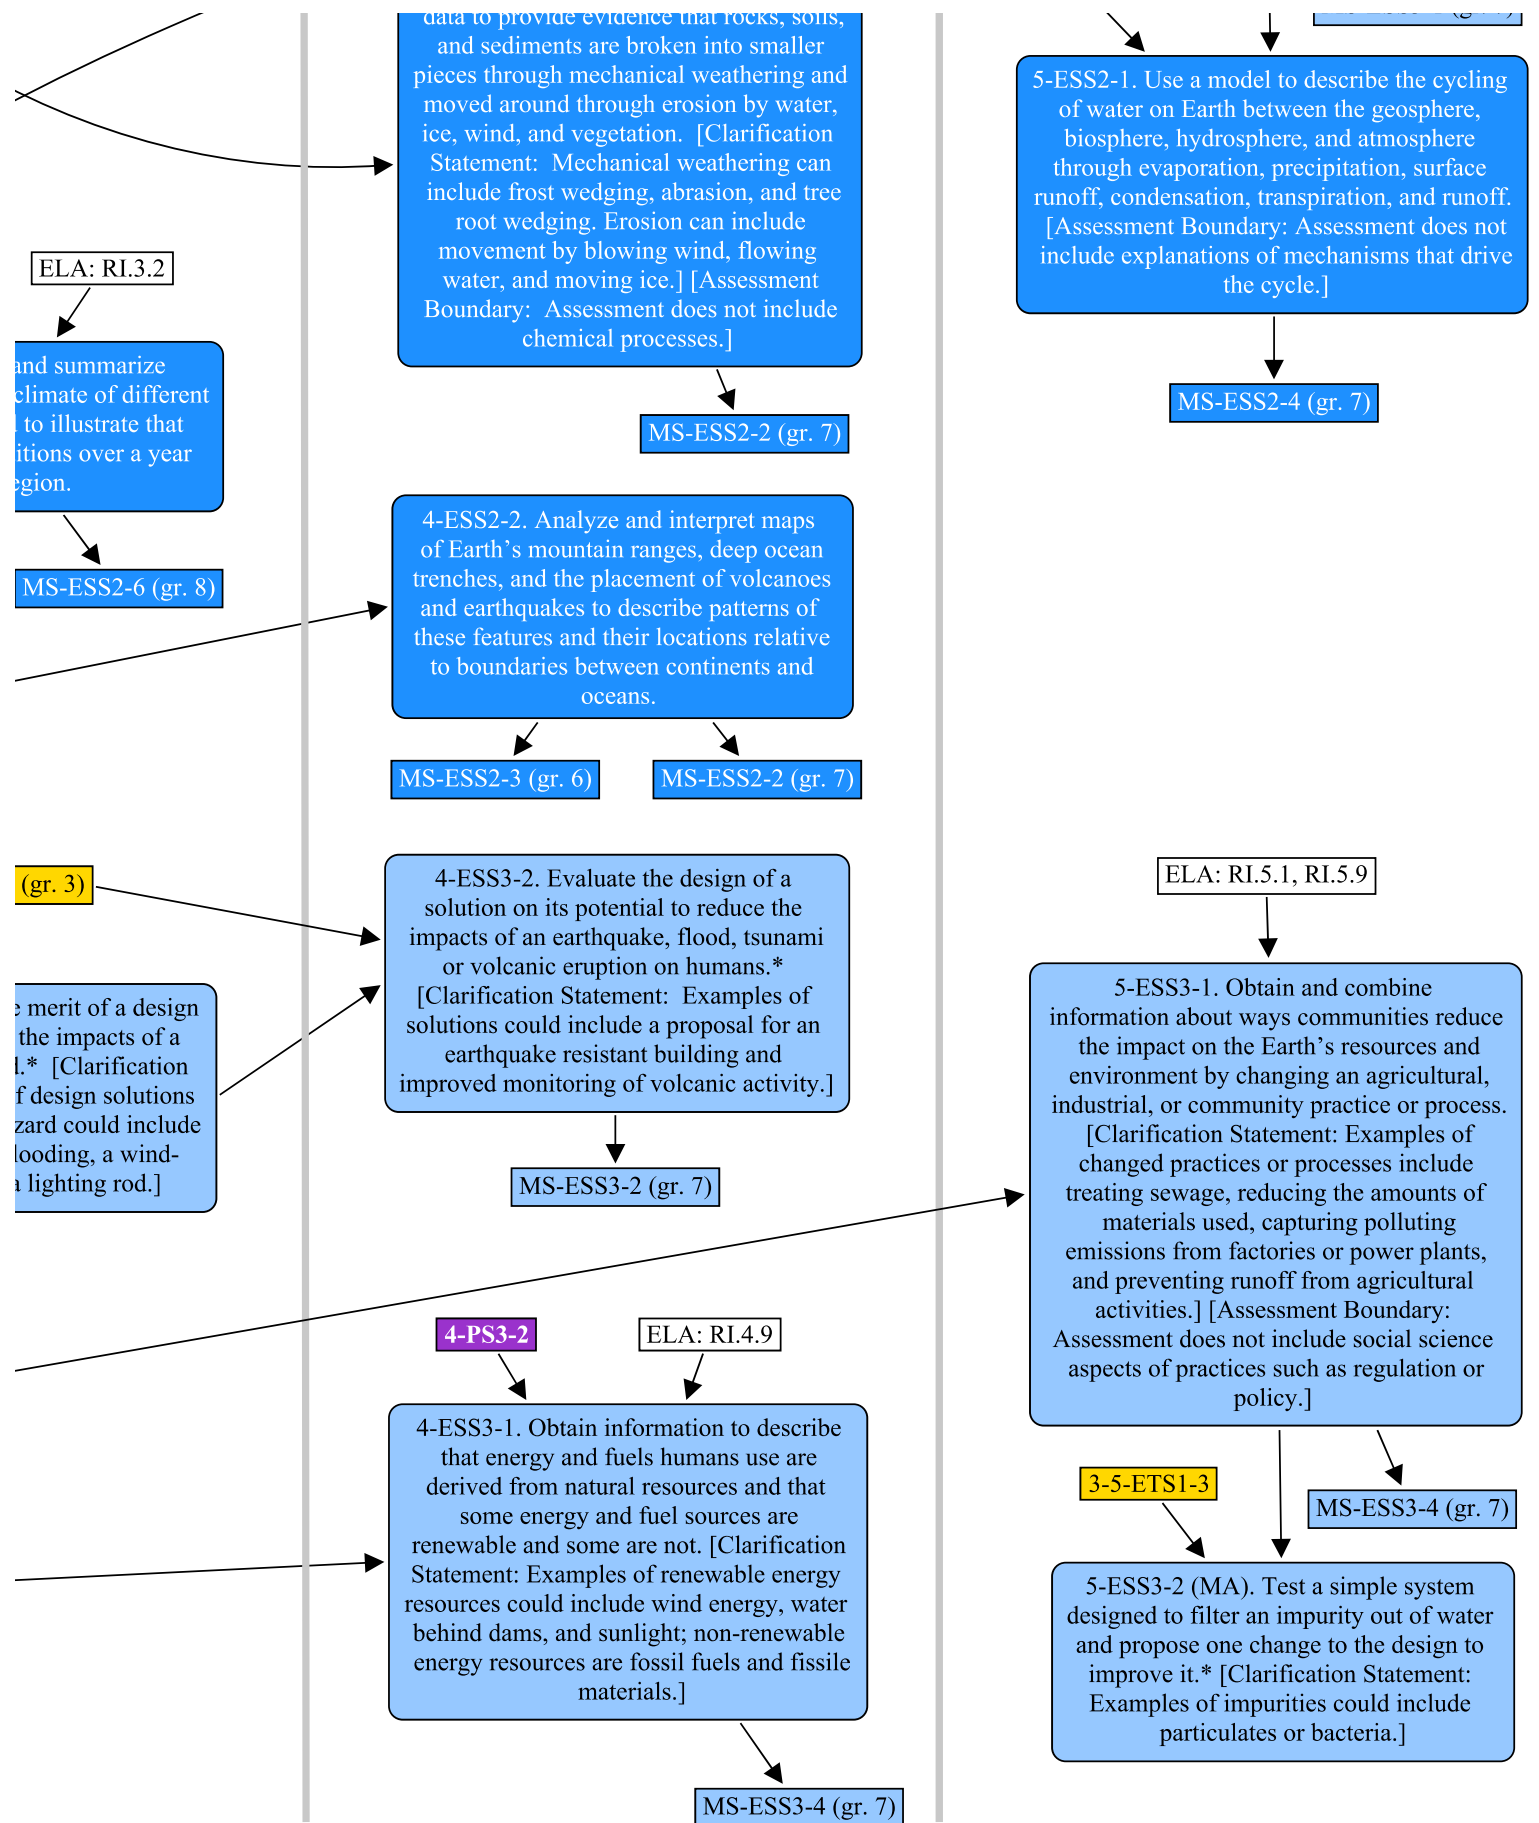 ELA: RI.3.2
and summarize
climate of different
to illustrate that
itions over a year
egion.
MS-ESS2-6 (gr. 8)
(gr. 3)
e merit of a design
the impacts of a
d.* [Clarification
f design solutions
zard could include
looding, a wind-
a lighting rod.]
data to provide evidence that rocks, soils,
and sediments are broken into smaller
pieces through mechanical weathering and
moved around through erosion by water,
ice, wind, and vegetation. [Clarification
Statement: Mechanical weathering can
include frost wedging, abrasion, and tree
root wedging. Erosion can include
movement by blowing wind, flowing
water, and moving ice.] [Assessment
Boundary: Assessment does not include
chemical processes.]
MS-ESS2-2 (gr. 7)
4-ESS2-2. Analyze and interpret maps
of Earth’s mountain ranges, deep ocean
trenches, and the placement of volcanoes
and earthquakes to describe patterns of
these features and their locations relative
to boundaries between continents and
oceans.
MS-ESS2-3 (gr. 6)
MS-ESS2-2 (gr. 7)
4-ESS3-2. Evaluate the design of a
solution on its potential to reduce the
impacts of an earthquake, flood, tsunami
or volcanic eruption on humans.*
[Clarification Statement: Examples of
solutions could include a proposal for an
earthquake resistant building and
improved monitoring of volcanic activity.]
MS-ESS3-2 (gr. 7)
4-PS3-2
ELA: RI.4.9
4-ESS3-1. Obtain information to describe
that energy and fuels humans use are
derived from natural resources and that
some energy and fuel sources are
renewable and some are not. [Clarification
Statement: Examples of renewable energy
resources could include wind energy, water
behind dams, and sunlight; non-renewable
energy resources are fossil fuels and fissile
materials.]
MS-ESS3-4 (gr. 7)
5-ESS2-1. Use a model to describe the cycling
of water on Earth between the geosphere,
biosphere, hydrosphere, and atmosphere
through evaporation, precipitation, surface
runoff, condensation, transpiration, and runoff.
[Assessment Boundary: Assessment does not
include explanations of mechanisms that drive
the cycle.]
MS-ESS2-4 (gr. 7)
ELA: RI.5.1, RI.5.9
5-ESS3-1. Obtain and combine
information about ways communities reduce
the impact on the Earth’s resources and
environment by changing an agricultural,
industrial, or community practice or process.
[Clarification Statement: Examples of
changed practices or processes include
treating sewage, reducing the amounts of
materials used, capturing polluting
emissions from factories or power plants,
and preventing runoff from agricultural
activities.] [Assessment Boundary:
Assessment does not include social science
aspects of practices such as regulation or
policy.]
3-5-ETS1-3
MS-ESS3-4 (gr. 7)
5-ESS3-2 (MA). Test a simple system
designed to filter an impurity out of water
and propose one change to the design to
improve it.* [Clarification Statement:
Examples of impurities could include
particulates or bacteria.]